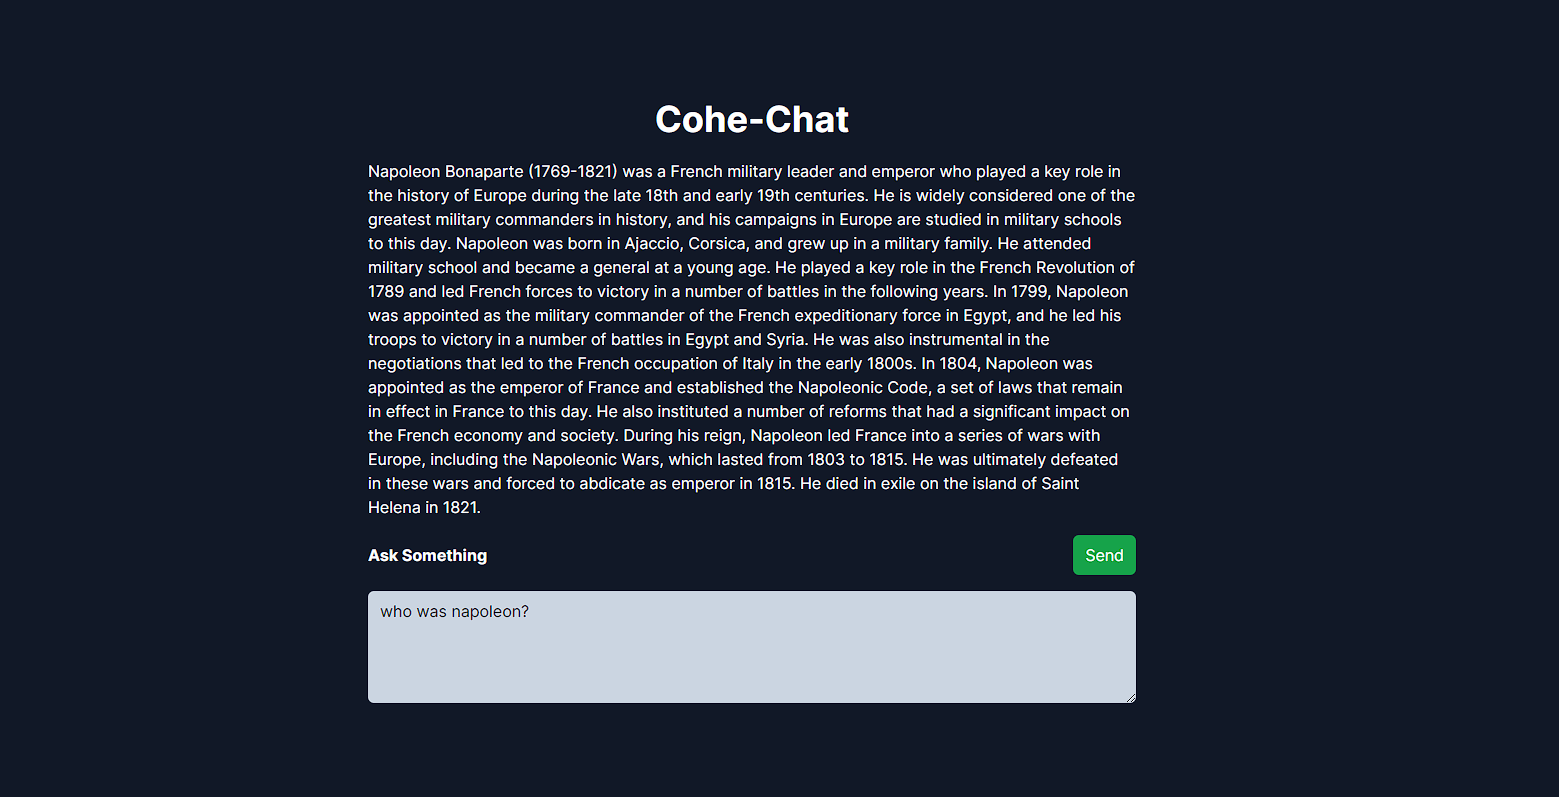 Cohe-Chat
Napoleon Bonaparte (1769-1821) was a French military leader and emperor who played a key role in
the history of Europe during the late 18th and early 19th centuries. He is widely considered one of the
greatest military commanders in history, and his campaigns in Europe are studied in military schools
to this day. Napoleon was born in Ajaccio, Corsica, and grew up in a military family. He attended
military school and became a general at a young age. He played a key role in the French Revolution of
1789 and led French forces to victory in a number of battles in the following years. In 1799, Napoleon
was appointed as the military commander of the French expeditionary force in Egypt, and he led his
troops to victory in a number of battles in Egypt and Syria. He was also instrumental in the
negotiations that led to the French occupation of Italy in the early 1800s. In 1804, Napoleon was
appointed as the emperor of France and established the Napoleonic Code, a set of laws that remain
in effect in France to this day. He also instituted a number of reforms that had a significant impact on
the French economy and society. During his reign, Napoleon led France into a series of wars with
Europe, including the Napoleonic Wars, which lasted from 1803 to 1815. He was ultimately defeated
in these wars and forced to abdicate as emperor in 1815. He died in exile on the island of Saint
Helena in 1821.
Ask Something
Send
who was napoleon?